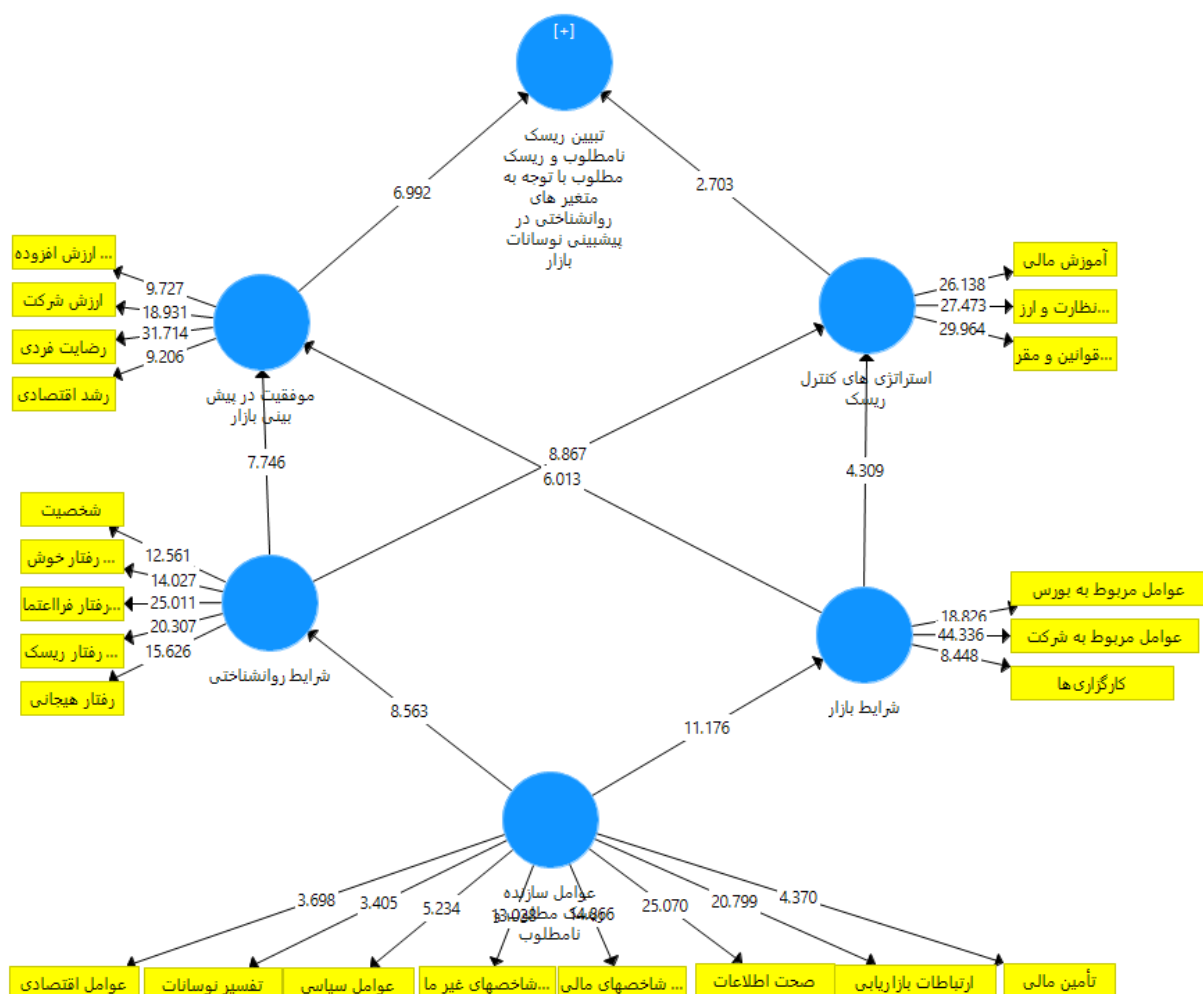 [+]
تبیین ریسک
نامطلوب و ریسک
مطلوب با توجه به
متغیر های
روانشناختی در
پیشبینی نوسانات
بازار
6.992
2.703
ارزش افزوده ...
ارزش شرکت
رضایت فردی
رشد اقتصادی
9.727
18.931
31.714
9.206
موفقیت در پیش
بینی بازار
آموزش مالی
نظارت و ارز...
قوانین و مقر...
26.138
27.473
29.964
استراتژی های کنترل
ریسک
7.746
8.867
6.013
4.309
شخصیت
رفتار خوش ...
رفتار فرااعتما...
رفتار ریسک ...
رفتار هیجانی
12.561
14.027
25.011
20.307
15.626
شرایط روانشناختی
عوامل مربوط به بورس
عوامل مربوط به شرکت
کارگزاری‌ها
18.826
44.336
8.448
شرایط بازار
8.563
11.176
عوامل سازنده
ریسک مطلوب و
نامطلوب
3.698
3.405
5.234
13.038
14.866
25.070
20.799
4.370
عوامل اقتصادی
تفسیر نوسانات
عوامل سیاسی
شاخصهای غیر ما...
شاخصهای مالی ...
صحت اطلاعات
ارتباطات بازاریابی
تأمین مالی